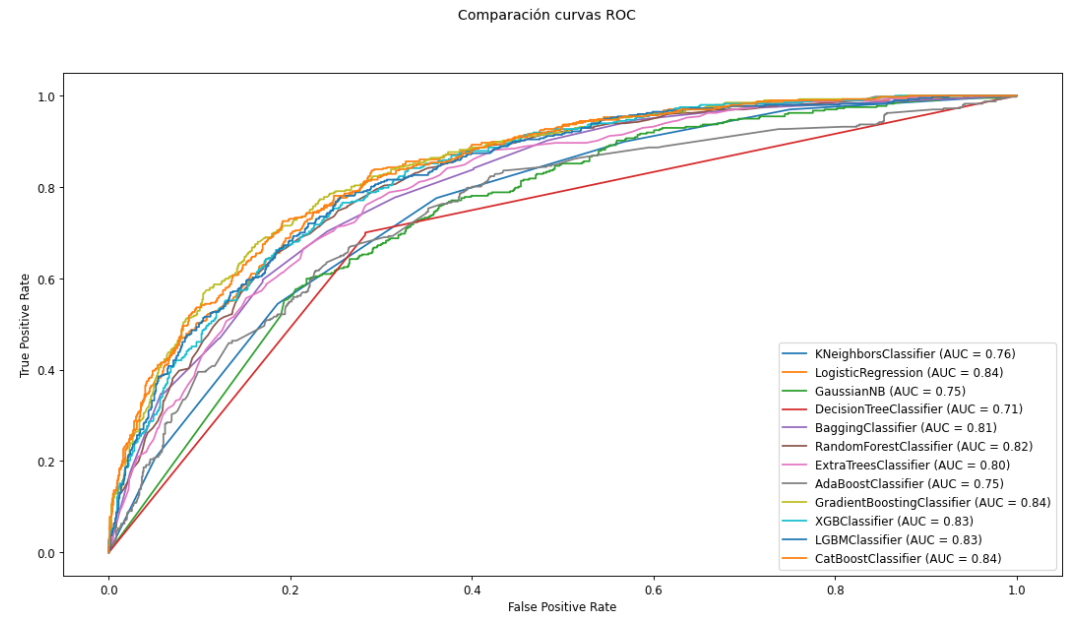 Comparación curvas ROC
1.0
0.8
0.6
0.4
0.2
0.0
True Positive Rate
0.0 0.2 0.4 0.6 0.8 1.0
False Positive Rate
KNeighborsClassifier (AUC = 0.76)
LogisticRegression (AUC = 0.84)
GaussianNB (AUC = 0.75)
DecisionTreeClassifier (AUC = 0.71)
BaggingClassifier (AUC = 0.81)
RandomForestClassifier (AUC = 0.82)
ExtraTreesClassifier (AUC = 0.80)
AdaBoostClassifier (AUC = 0.75)
GradientBoostingClassifier (AUC = 0.84)
XGBClassifier (AUC = 0.83)
LGBMClassifier (AUC = 0.83)
CatBoostClassifier (AUC = 0.84)